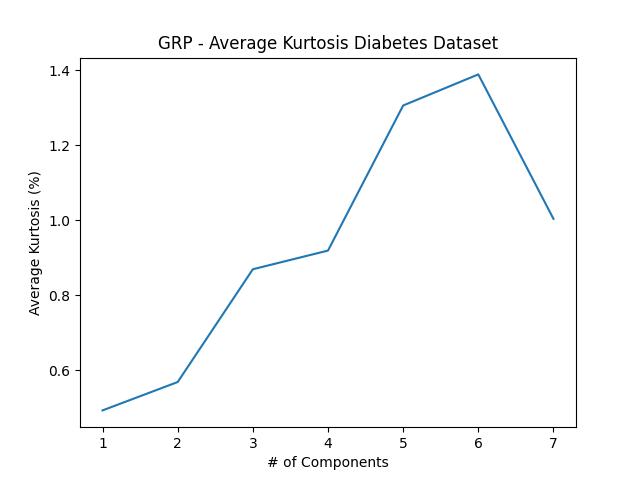 GRP - Average Kurtosis Diabetes Dataset
Average Kurtosis (%)
1.4
1.2
1.0
0.8
0.6
1 2 3 4 5 6 7
# of Components